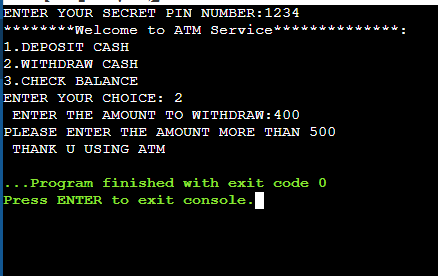 ENTER YOUR SECRET PIN NUMBER:1234
********Welcome to ATM Service**************:
1.DEPOSIT CASH
2.WITHDRAW CASH
3.CHECK BALANCE
ENTER YOUR CHOICE: 2
ENTER THE AMOUNT TO WITHDRAW:400
PLEASE ENTER THE AMOUNT MORE THAN 500
THANK U USING ATM
...Program finished with exit code 0
Press ENTER to exit console.